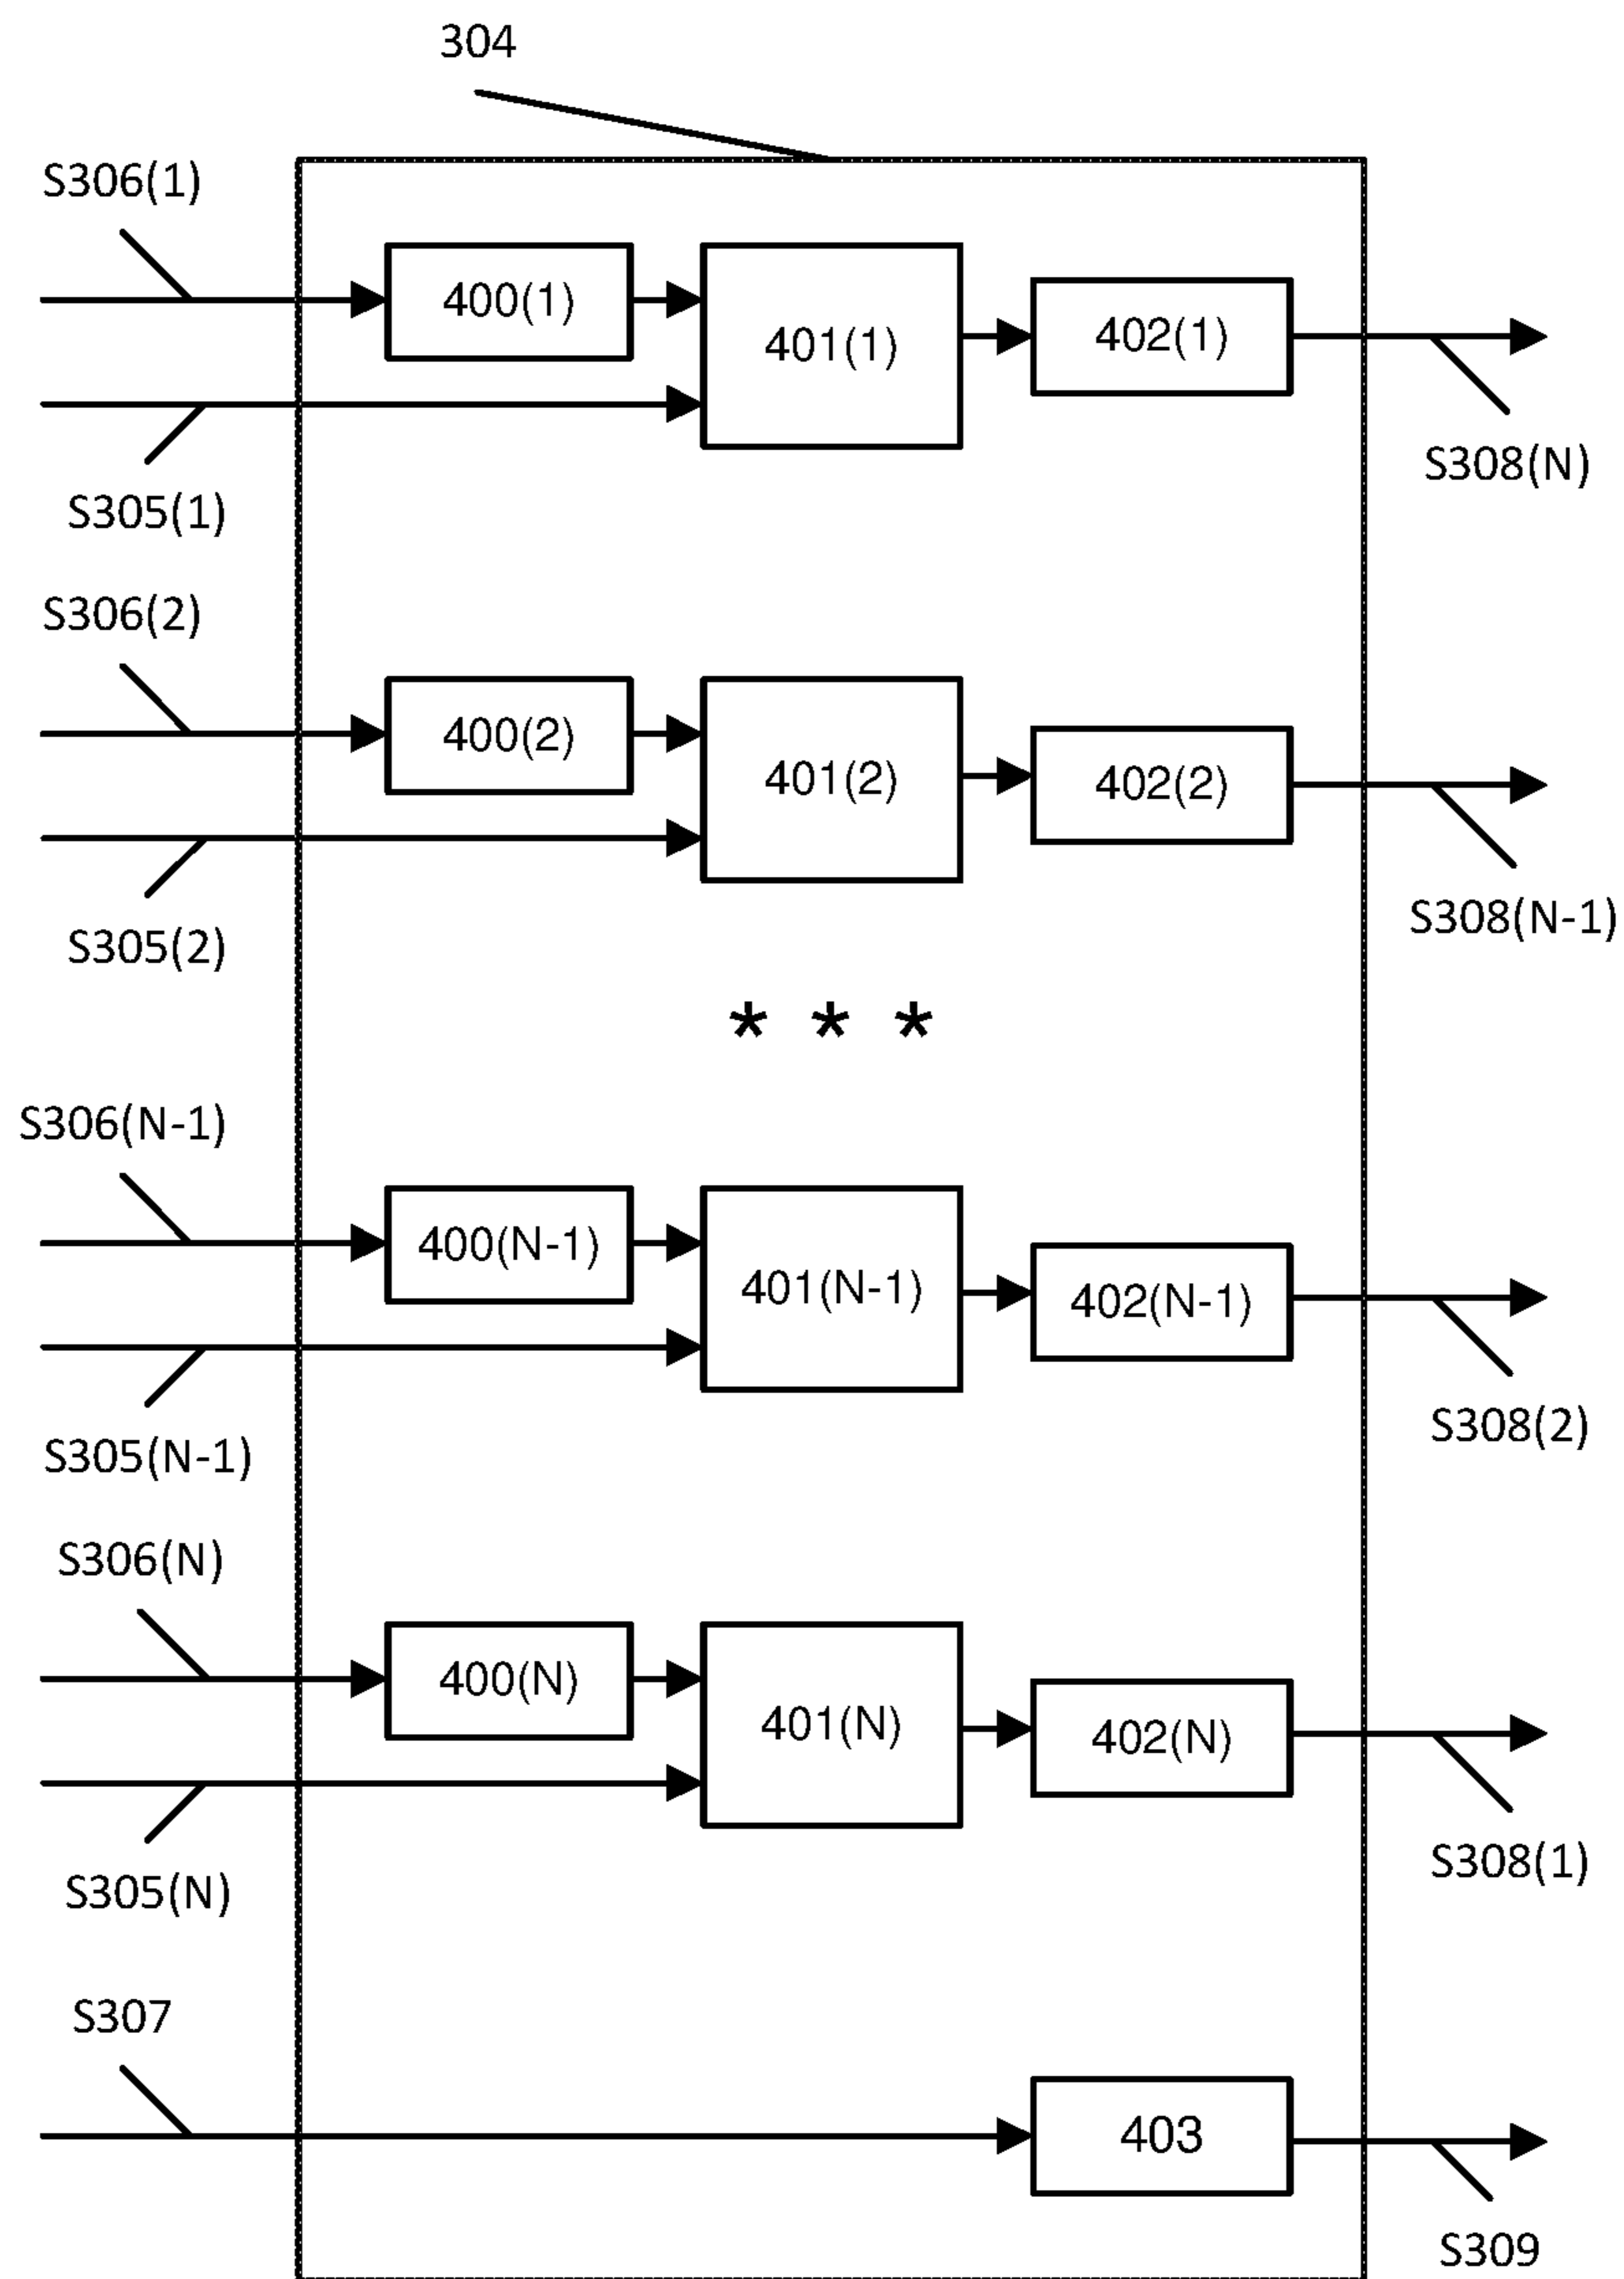 304
S306(1)
400(1)
401(1)
402(1)
S305(1)
S308(N)
S306(2)
400(2)
401(2)
402(2)
S305(2)
S308(N-1)
* * *
S306(N-1)
400(N-1)
401(N-1)
402(N-1)
S305(N-1)
S308(2)
S306(N)
400(N)
401(N)
402(N)
S305(N)
S308(1)
S307
403
S309